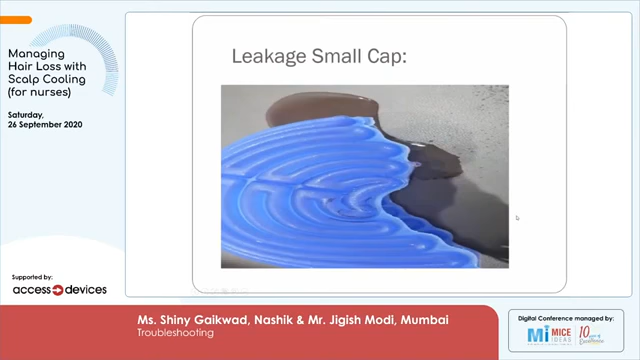 Managing
Hair Loss with
Scalp Cooling
(for nurses)
Saturday,
26 September 2020
Leakage Small Cap:
Supported by:
access devices
Ms. Shiny Gaikwad, Nashik & Mr. Jigish Modi, Mumbai
Troubleshooting
Digital Conference managed by:
Mi MICE
IDEAS
10